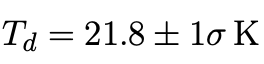 T_d = 21.8 ± 1σ K